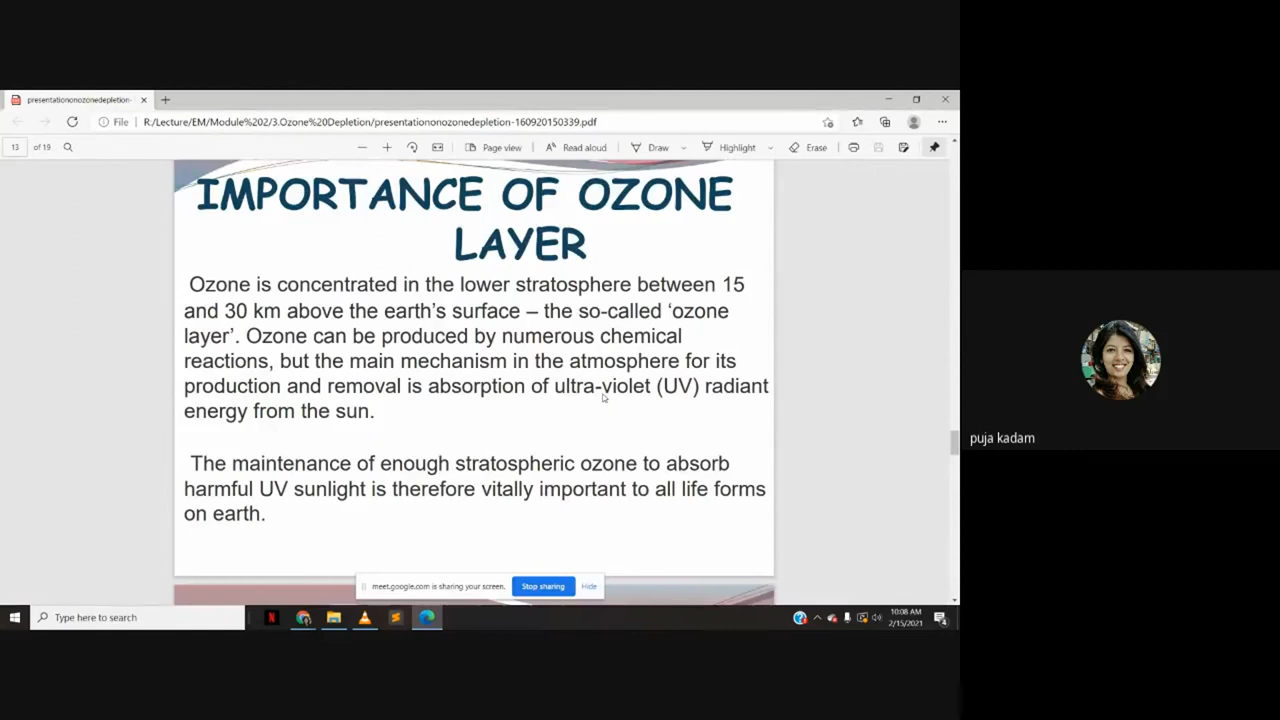 presentationonozonedepletion-
File
R:/Lecture/EM/Module%202/3.Ozone%20Depletion/presentationonozonedepletion-160920150339.pdf
13 of 19
Page view
Read aloud
Draw
Highlight
Erase
IMPORTANCE OF OZONE
LAYER
Ozone is concentrated in the lower stratosphere between 15
and 30 km above the earth's surface – the so-called 'ozone
layer'. Ozone can be produced by numerous chemical
reactions, but the main mechanism in the atmosphere for its
production and removal is absorption of ultra-violet (UV) radiant
energy from the sun.
The maintenance of enough stratospheric ozone to absorb
harmful UV sunlight is therefore vitally important to all life forms
on earth.
puja kadam
meet.google.com is sharing your screen.
Stop sharing
Hide
Type here to search
10:08 AM
2/15/2021